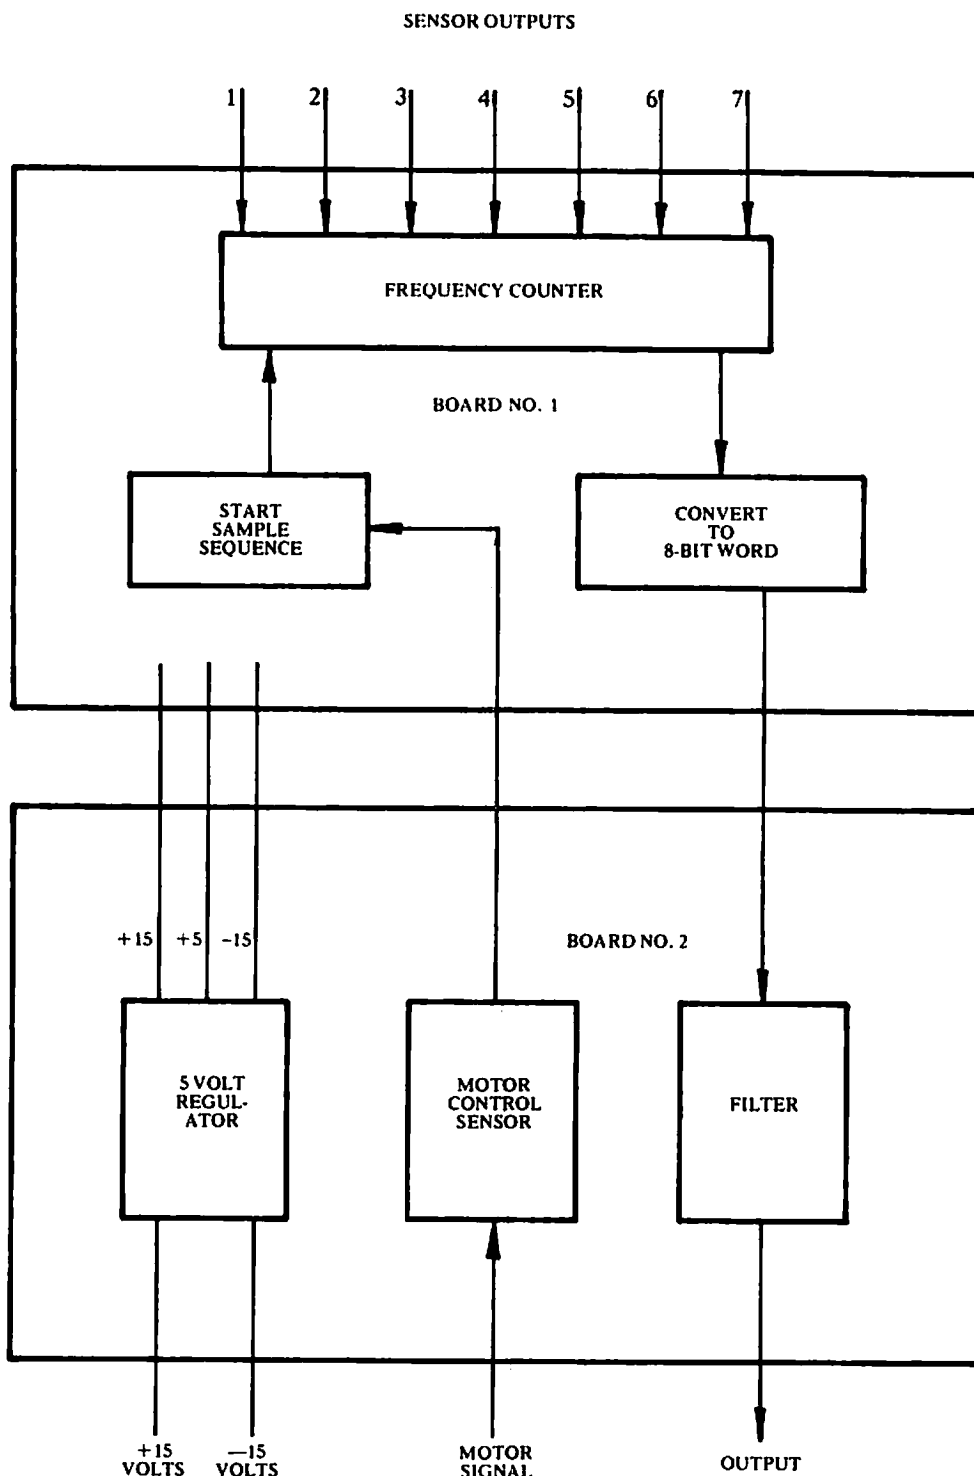 SENSOR OUTPUTS
1 2 3 4 5 6 7
FREQUENCY COUNTER
BOARD NO. 1
START
SAMPLE
SEQUENCE
CONVERT
TO
8-BIT WORD
+15 +5 -15
BOARD NO. 2
5 VOLT
REGUL-
ATOR
MOTOR
CONTROL
SENSOR
FILTER
+15
VOLTS
—15
VOLTS
MOTOR
SIGNAL
OUTPUT